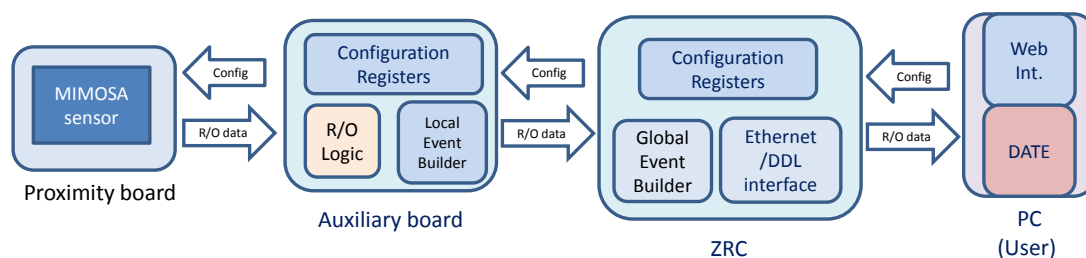 MIMOSA
sensor
Proximity board
Config
R/O data
Configuration
Registers
R/O
Logic
Local
Event
Builder
Auxiliary board
Config
R/O data
Configuration
Registers
Global
Event
Builder
Ethernet
/DDL
interface
ZRC
Config
R/O data
Web
Int.
DATE
PC
(User)